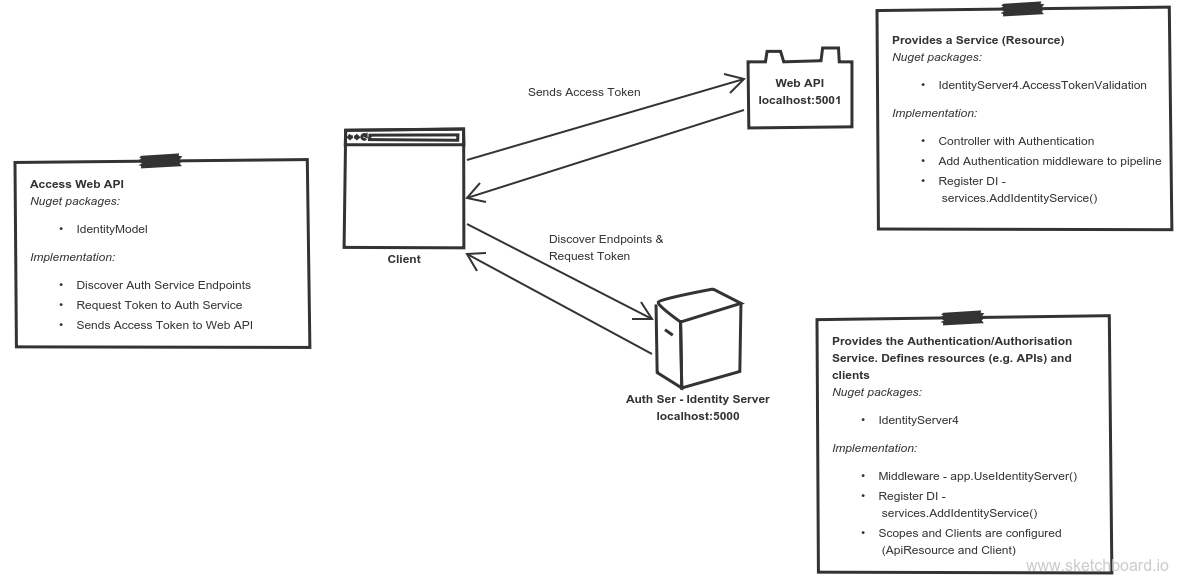 Access Web API
Nuget packages:
• IdentityModel
Implementation:
• Discover Auth Service Endpoints
• Request Token to Auth Service
• Sends Access Token to Web API
Client
Sends Access Token
Discover Endpoints &
Request Token
Web API
localhost:5001
Auth Ser - Identity Server
localhost:5000
Provides a Service (Resource)
Nuget packages:
• IdentityServer4.AccessTokenValidation
Implementation:
• Controller with Authentication
• Add Authentication middleware to pipeline
• Register DI -
services.AddIdentityService()
Provides the Authentication/Authorisation
Service. Defines resources (e.g. APIs) and
clients
Nuget packages:
• IdentityServer4
Implementation:
• Middleware - app.UseIdentityServer()
• Register DI -
services.AddIdentityService()
• Scopes and Clients are configured
(ApiResource and Client)
www.sketchboard.io